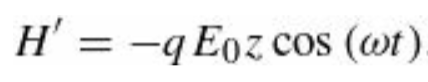 H′ = −qE₀z cos (ωt).